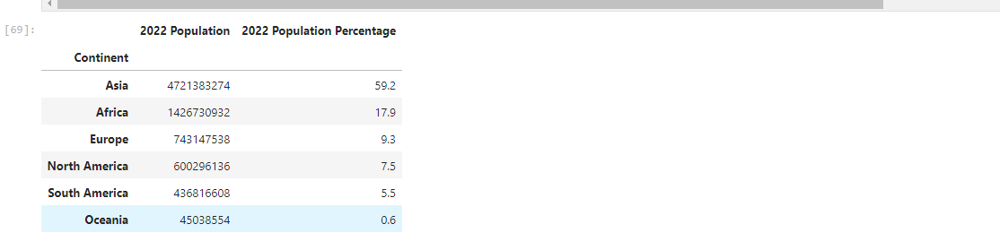 [69]: 2022 Population 2022 Population Percentage
Continent
Asia 4721383274 59.2
Africa 1426730932 17.9
Europe 743147538 9.3
North America 600296136 7.5
South America 436816608 5.5
Oceania 45038554 0.6